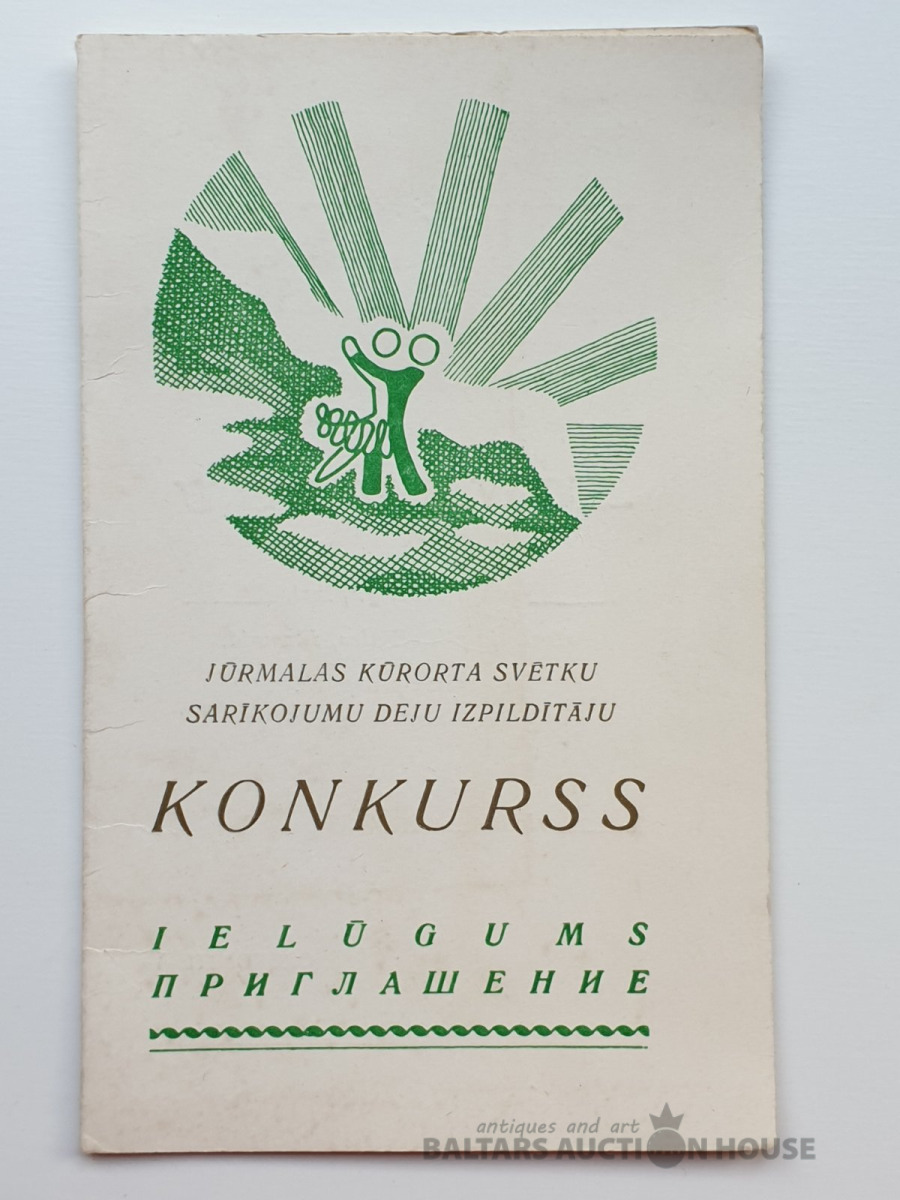 JŪRMALAS KŪRORTA SVĒTKU
SARĪKOJUMU DEJU IZPILDĪTĀJU
KONKURSS
IELŪGUMS
ПРИГЛАШЕНИЕ
antiques and art
BALTARS AUCTION HOUSE